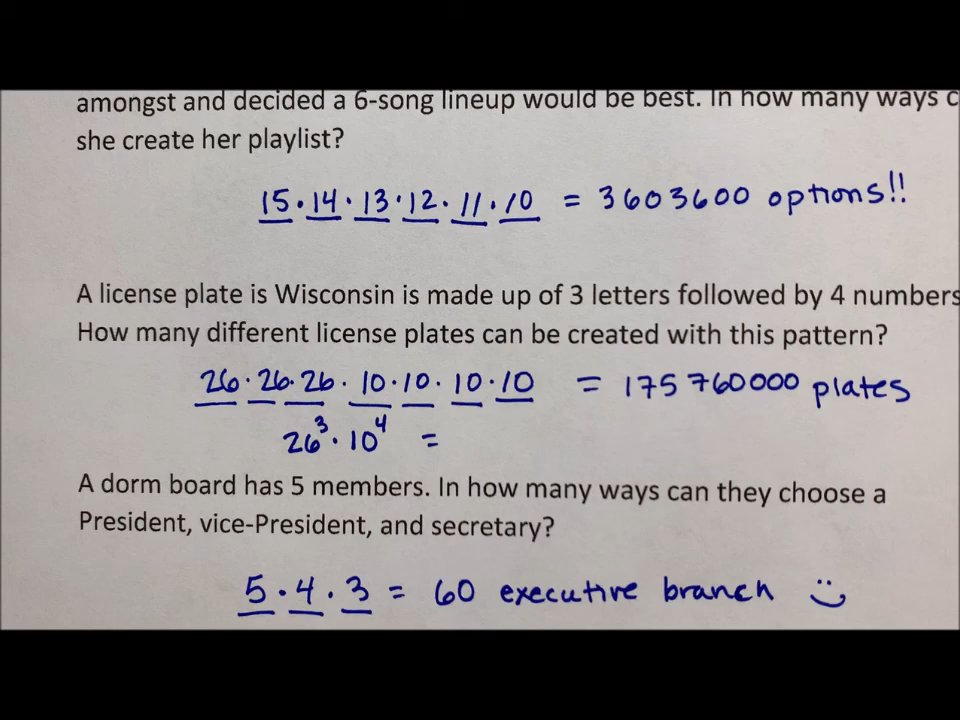 amongst and decided a 6-song lineup would be best. In how many ways c
she create her playlist?
15 · 14 · 13 · 12 · 11 · 10 = 3603600 options!!
A license plate is Wisconsin is made up of 3 letters followed by 4 numbers
How many different license plates can be created with this pattern?
26 · 26 · 26 · 10 · 10 · 10 · 10 = 175760000 plates
26³ · 10⁴ =
A dorm board has 5 members. In how many ways can they choose a
President, vice-President, and secretary?
5 · 4 · 3 = 60 executive branch